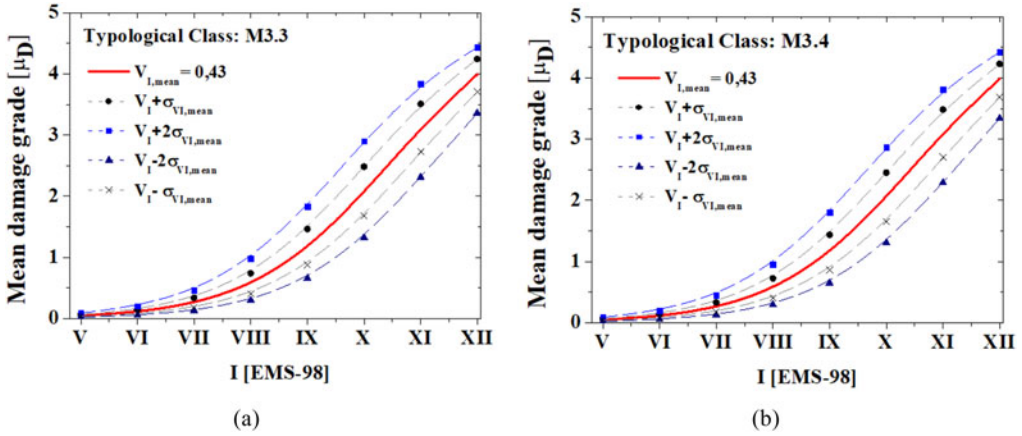 Typological Class: M3.3
V_I,mean = 0,43
V_I+σ_VI,mean
V_I+2σ_VI,mean
V_I-2σ_VI,mean
V_I- σ_VI,mean
Mean damage grade [μ_D]
5
4
3
2
1
0
V VI VII VIII IX X XI XII
I [EMS-98]
(a)
Typological Class: M3.4
V_I,mean = 0,43
V_I+σ_VI,mean
V_I+2σ_VI,mean
V_I-2σ_VI,mean
V_I- σ_VI,mean
Mean damage grade [μ_D]
5
4
3
2
1
0
V VI VII VIII IX X XI XII
I [EMS-98]
(b)